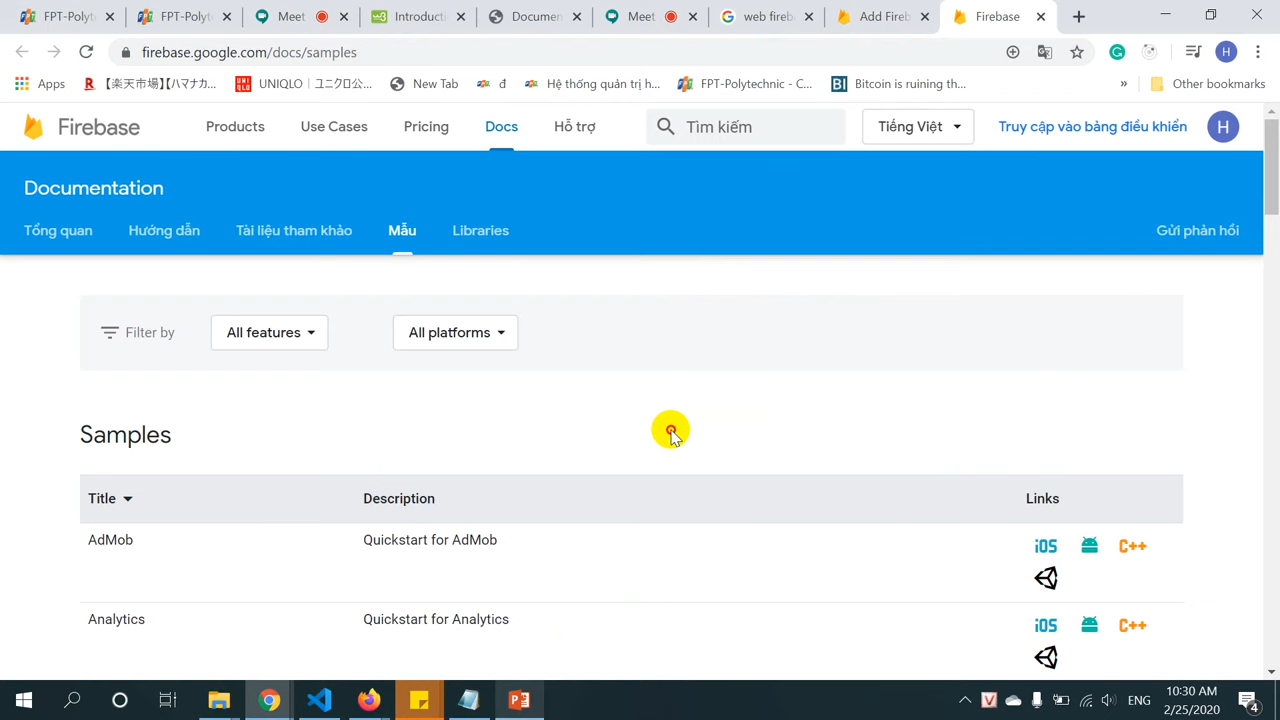 FPT-Polyt
FPT-Polyt
Meet
Introducti
Documen
Meet
web fireb
Add Fireb
Firebase
firebase.google.com/docs/samples
Apps
【楽天市場】【ハマナカ...
UNIQLO | ユニクロ公...
New Tab
đ
Hệ thống quản trị h...
FPT-Polytechnic - C...
Bitcoin is ruining th...
»
Other bookmarks
Firebase
Products
Use Cases
Pricing
Docs
Hỗ trợ
Tìm kiếm
Tiếng Việt
Truy cập vào bảng điều khiển
H
Documentation
Tổng quan
Hướng dẫn
Tài liệu tham khảo
Mẫu
Libraries
Gửi phản hồi
Filter by
All features
All platforms
Samples
Title
Description
Links
AdMob
Quickstart for AdMob
iOS
C++
Analytics
Quickstart for Analytics
iOS
C++
ENG
10:30 AM
2/25/2020
4